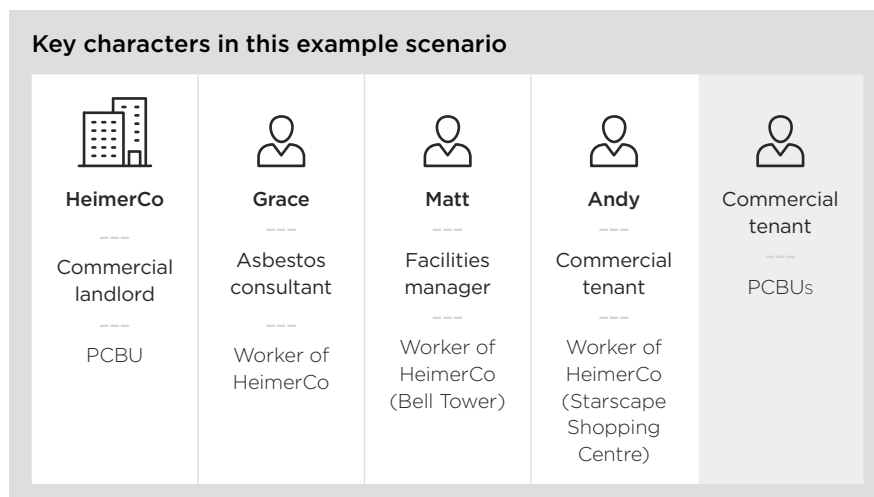 Key characters in this example scenario
HeimerCo
Commercial
landlord
PCBU
Grace
Asbestos
consultant
Worker of
HeimerCo
Matt
Facilities
manager
Worker of
HeimerCo
(Bell Tower)
Andy
Commercial
tenant
Worker of
HeimerCo
(Starscape
Shopping
Centre)
Commercial
tenant
PCBUs